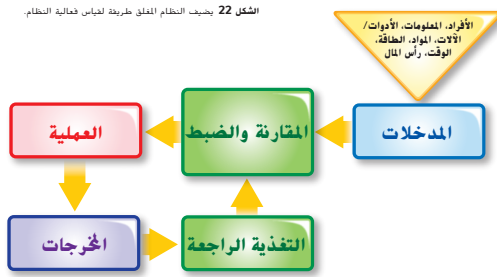 الشكل 22 يضيف النظام المغلق طريقة لقياس فعالية النظام.
الأفراد، المعلومات، الأدوات/
الآلات، المواد، الطاقة،
الوقت، رأس المال
المدخلات
المقارنة والضبط
العملية
المخرجات
التغذية الراجعة